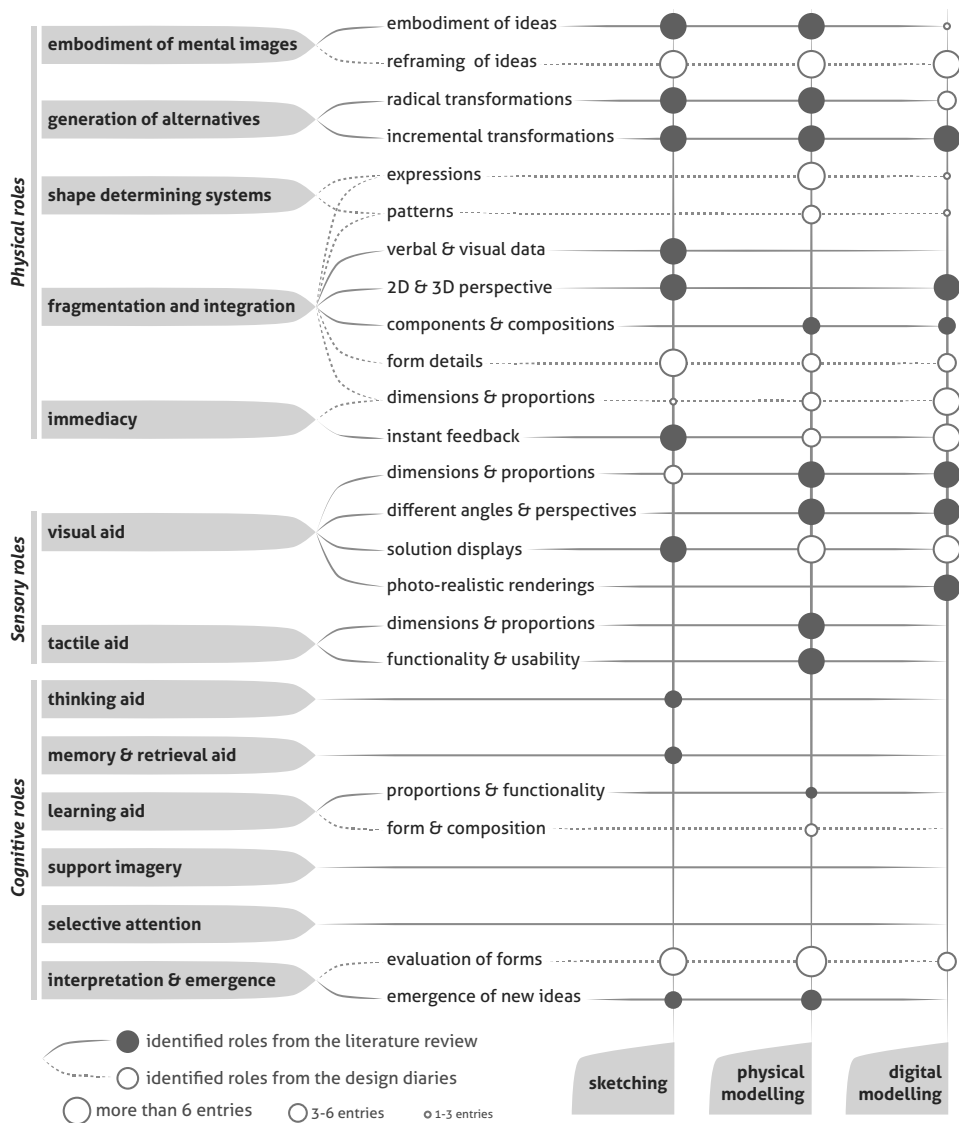 Physical roles
embodiment of mental images
embodiment of ideas
reframing of ideas
generation of alternatives
radical transformations
incremental transformations
shape determining systems
expressions
patterns
fragmentation and integration
verbal & visual data
2D & 3D perspective
components & compositions
form details
dimensions & proportions
immediacy
instant feedback
Sensory roles
visual aid
dimensions & proportions
different angles & perspectives
solution displays
photo-realistic renderings
tactile aid
dimensions & proportions
functionality & usability
Cognitive roles
thinking aid
memory & retrieval aid
learning aid
proportions & functionality
form & composition
support imagery
selective attention
interpretation & emergence
evaluation of forms
emergence of new ideas
identified roles from the literature review
identified roles from the design diaries
more than 6 entries
3-6 entries
1-3 entries
sketching
physical
modelling
digital
modelling